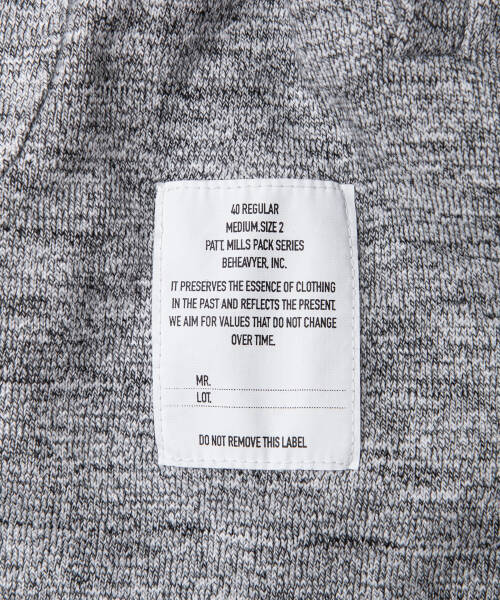 40 REGULAR
MEDIUM.SIZE 2
PATT. MILLS PACK SERIES
BEHEAVYER, INC.
IT PRESERVES THE ESSENCE OF CLOTHING
IN THE PAST AND REFLECTS THE PRESENT.
WE AIM FOR VALUES THAT DO NOT CHANGE
OVER TIME.
MR.
LOT.
DO NOT REMOVE THIS LABEL